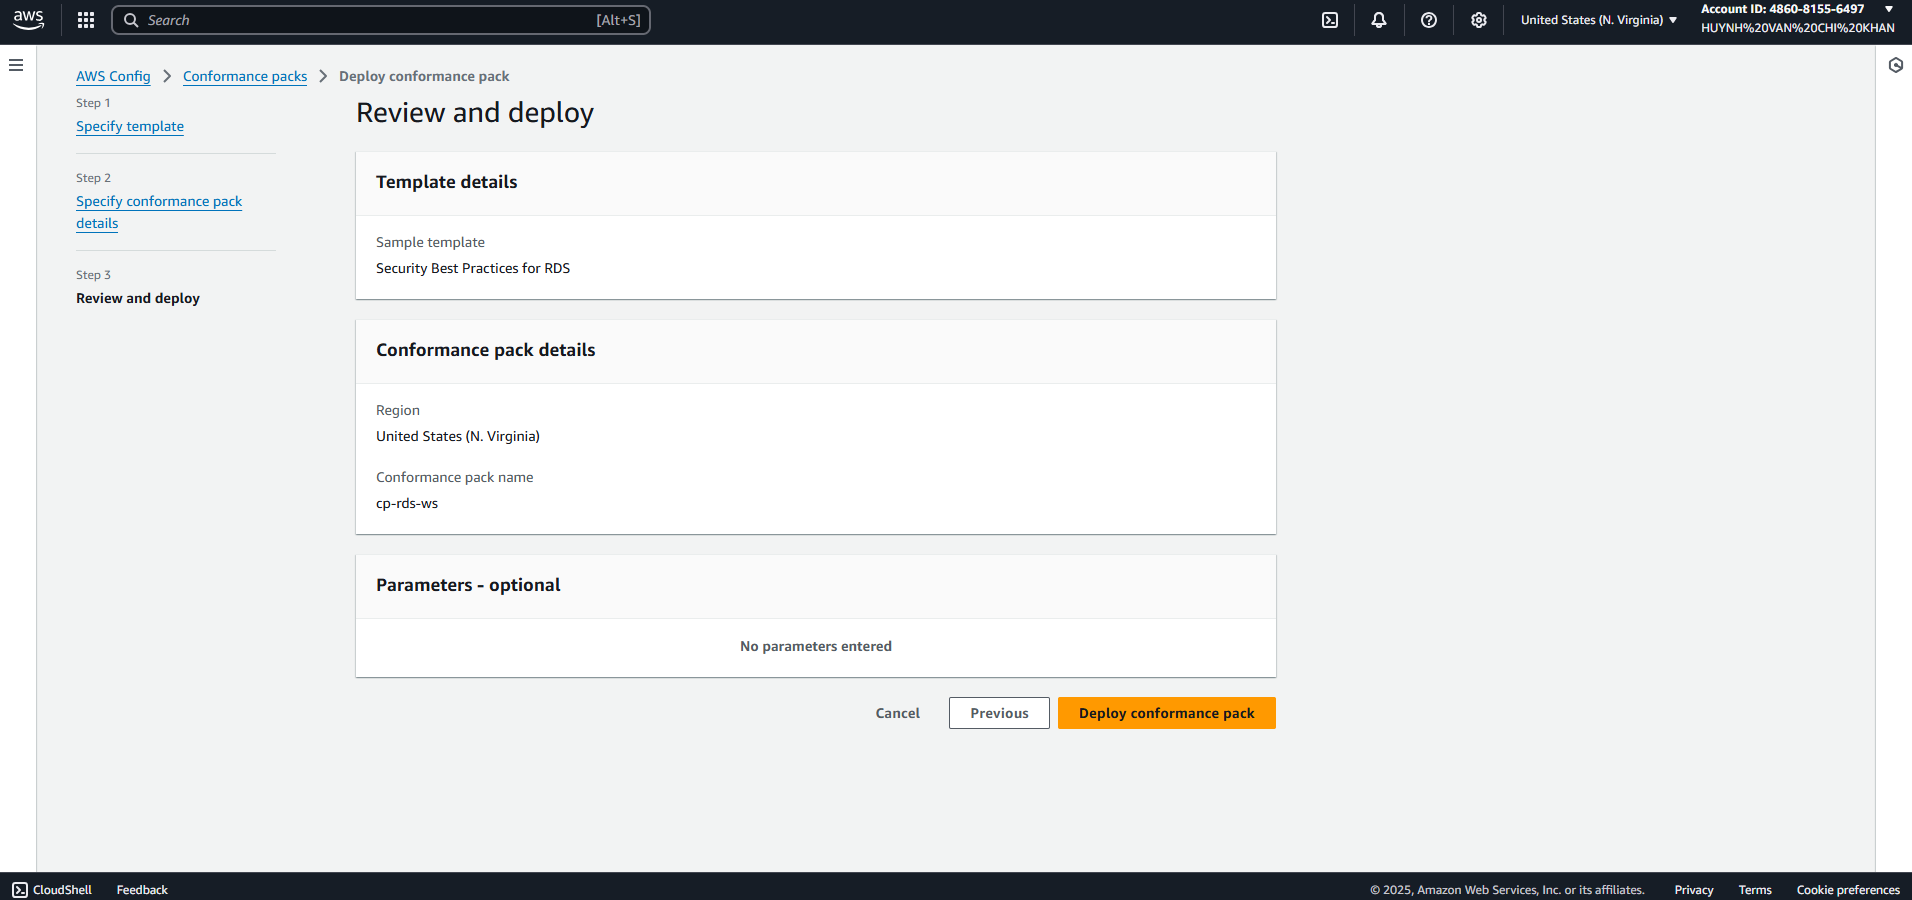 aws
Search [Alt+S]
United States (N. Virginia)
Account ID: 4860-8155-6497
HUYNH%20VAN%20CHI%20KHAN
AWS Config > Conformance packs > Deploy conformance pack
Step 1
Specify template
Step 2
Specify conformance pack
details
Step 3
Review and deploy
Review and deploy
Template details
Sample template
Security Best Practices for RDS
Conformance pack details
Region
United States (N. Virginia)
Conformance pack name
cp-rds-ws
Parameters - optional
No parameters entered
Cancel
Previous
Deploy conformance pack
CloudShell
Feedback
© 2025, Amazon Web Services, Inc. or its affiliates.
Privacy
Terms
Cookie preferences